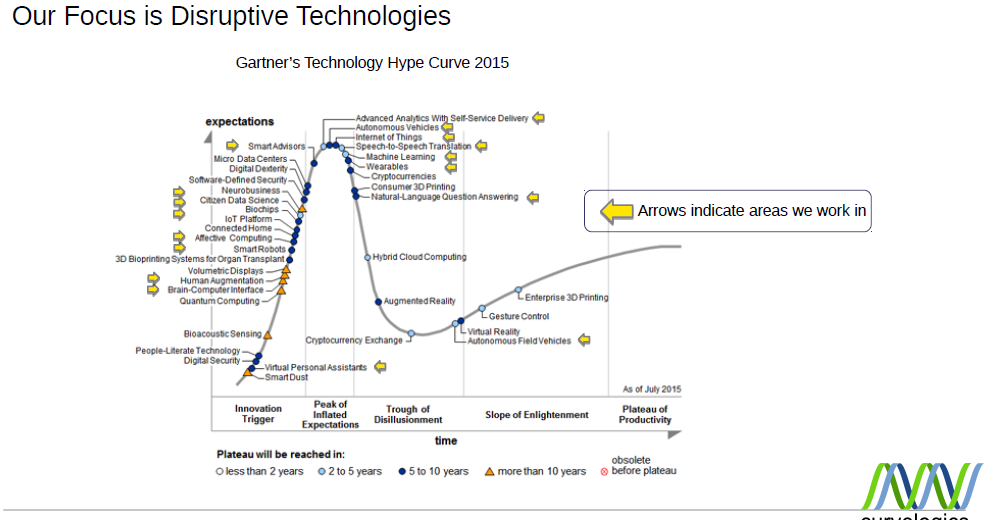 Our Focus is Disruptive Technologies
Gartner's Technology Hype Curve 2015
expectations
Advanced Analytics With Self-Service Delivery
Autonomous Vehicles
Internet of Things
Speech-to-Speech Translation
Machine Learning
Wearables
Cryptocurrencies
Consumer 3D Printing
Natural-Language Question Answering
Smart Advisors
Micro Data Centers
Digital Dexterity
Software-Defined Security
Neurobusiness
Citizen Data Science
Biochips
IoT Platform
Connected Home
Affective Computing
Smart Robots
3D Bioprinting Systems for Organ Transplant
Volumetric Displays
Human Augmentation
Brain-Computer Interface
Quantum Computing
Bioacoustic Sensing
People-Literate Technology
Digital Security
Virtual Personal Assistants
Smart Dust
Arrows indicate areas we work in
Hybrid Cloud Computing
Augmented Reality
Cryptocurrency Exchange
Enterprise 3D Printing
Gesture Control
Virtual Reality
Autonomous Field Vehicles
As of July 2015
Innovation
Trigger
Peak of
Inflated
Expectations
Trough of
Disillusionment
Slope of Enlightenment
Plateau of
Productivity
time
Plateau will be reached in:
less than 2 years
2 to 5 years
5 to 10 years
more than 10 years
obsolete
before plateau